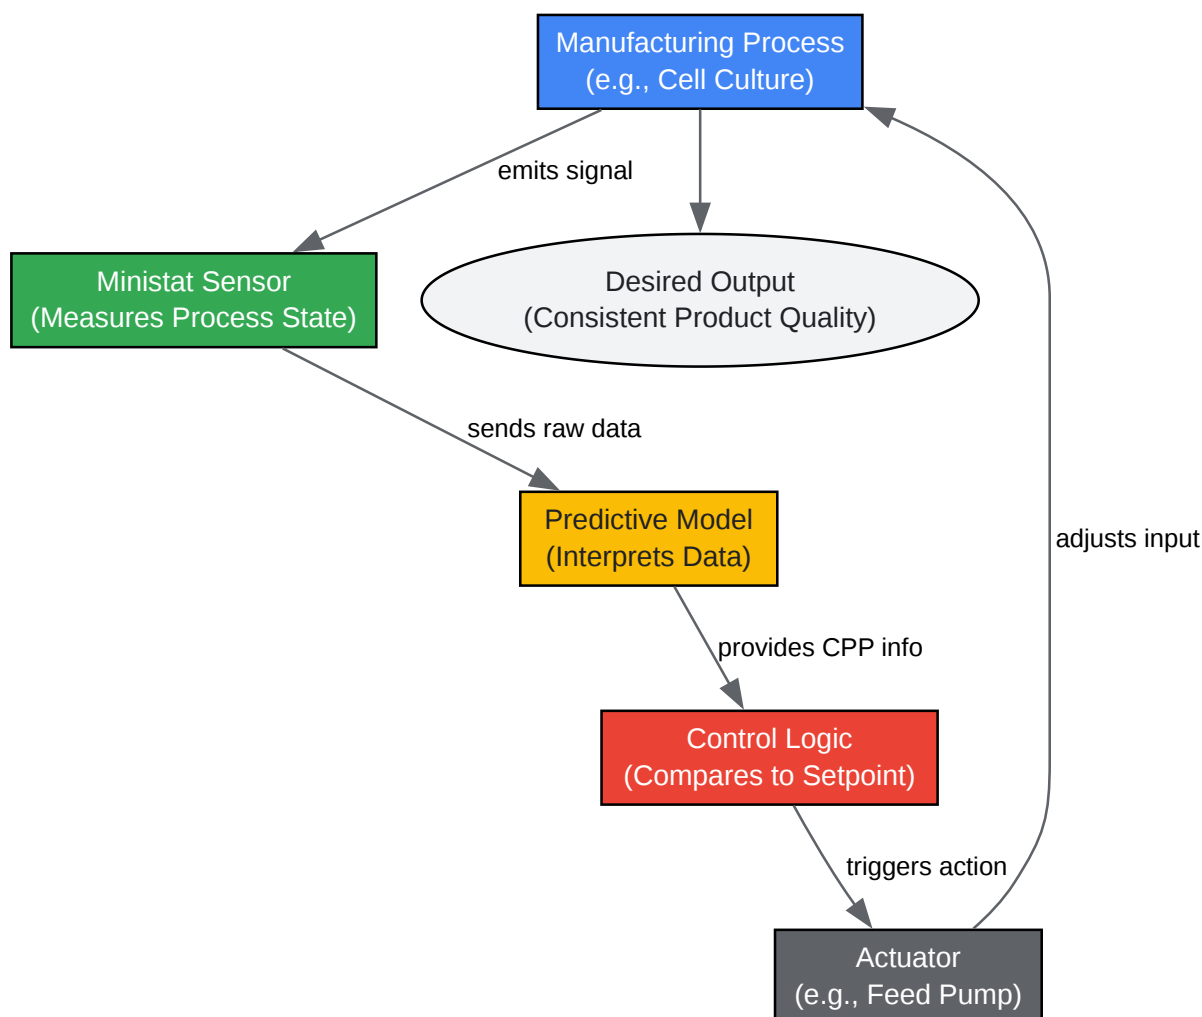 Manufacturing Process
(e.g., Cell Culture)
emits signal
Ministat Sensor
(Measures Process State)
Desired Output
(Consistent Product Quality)
sends raw data
Predictive Model
(Interprets Data)
adjusts input
provides CPP info
Control Logic
(Compares to Setpoint)
triggers action
Actuator
(e.g., Feed Pump)